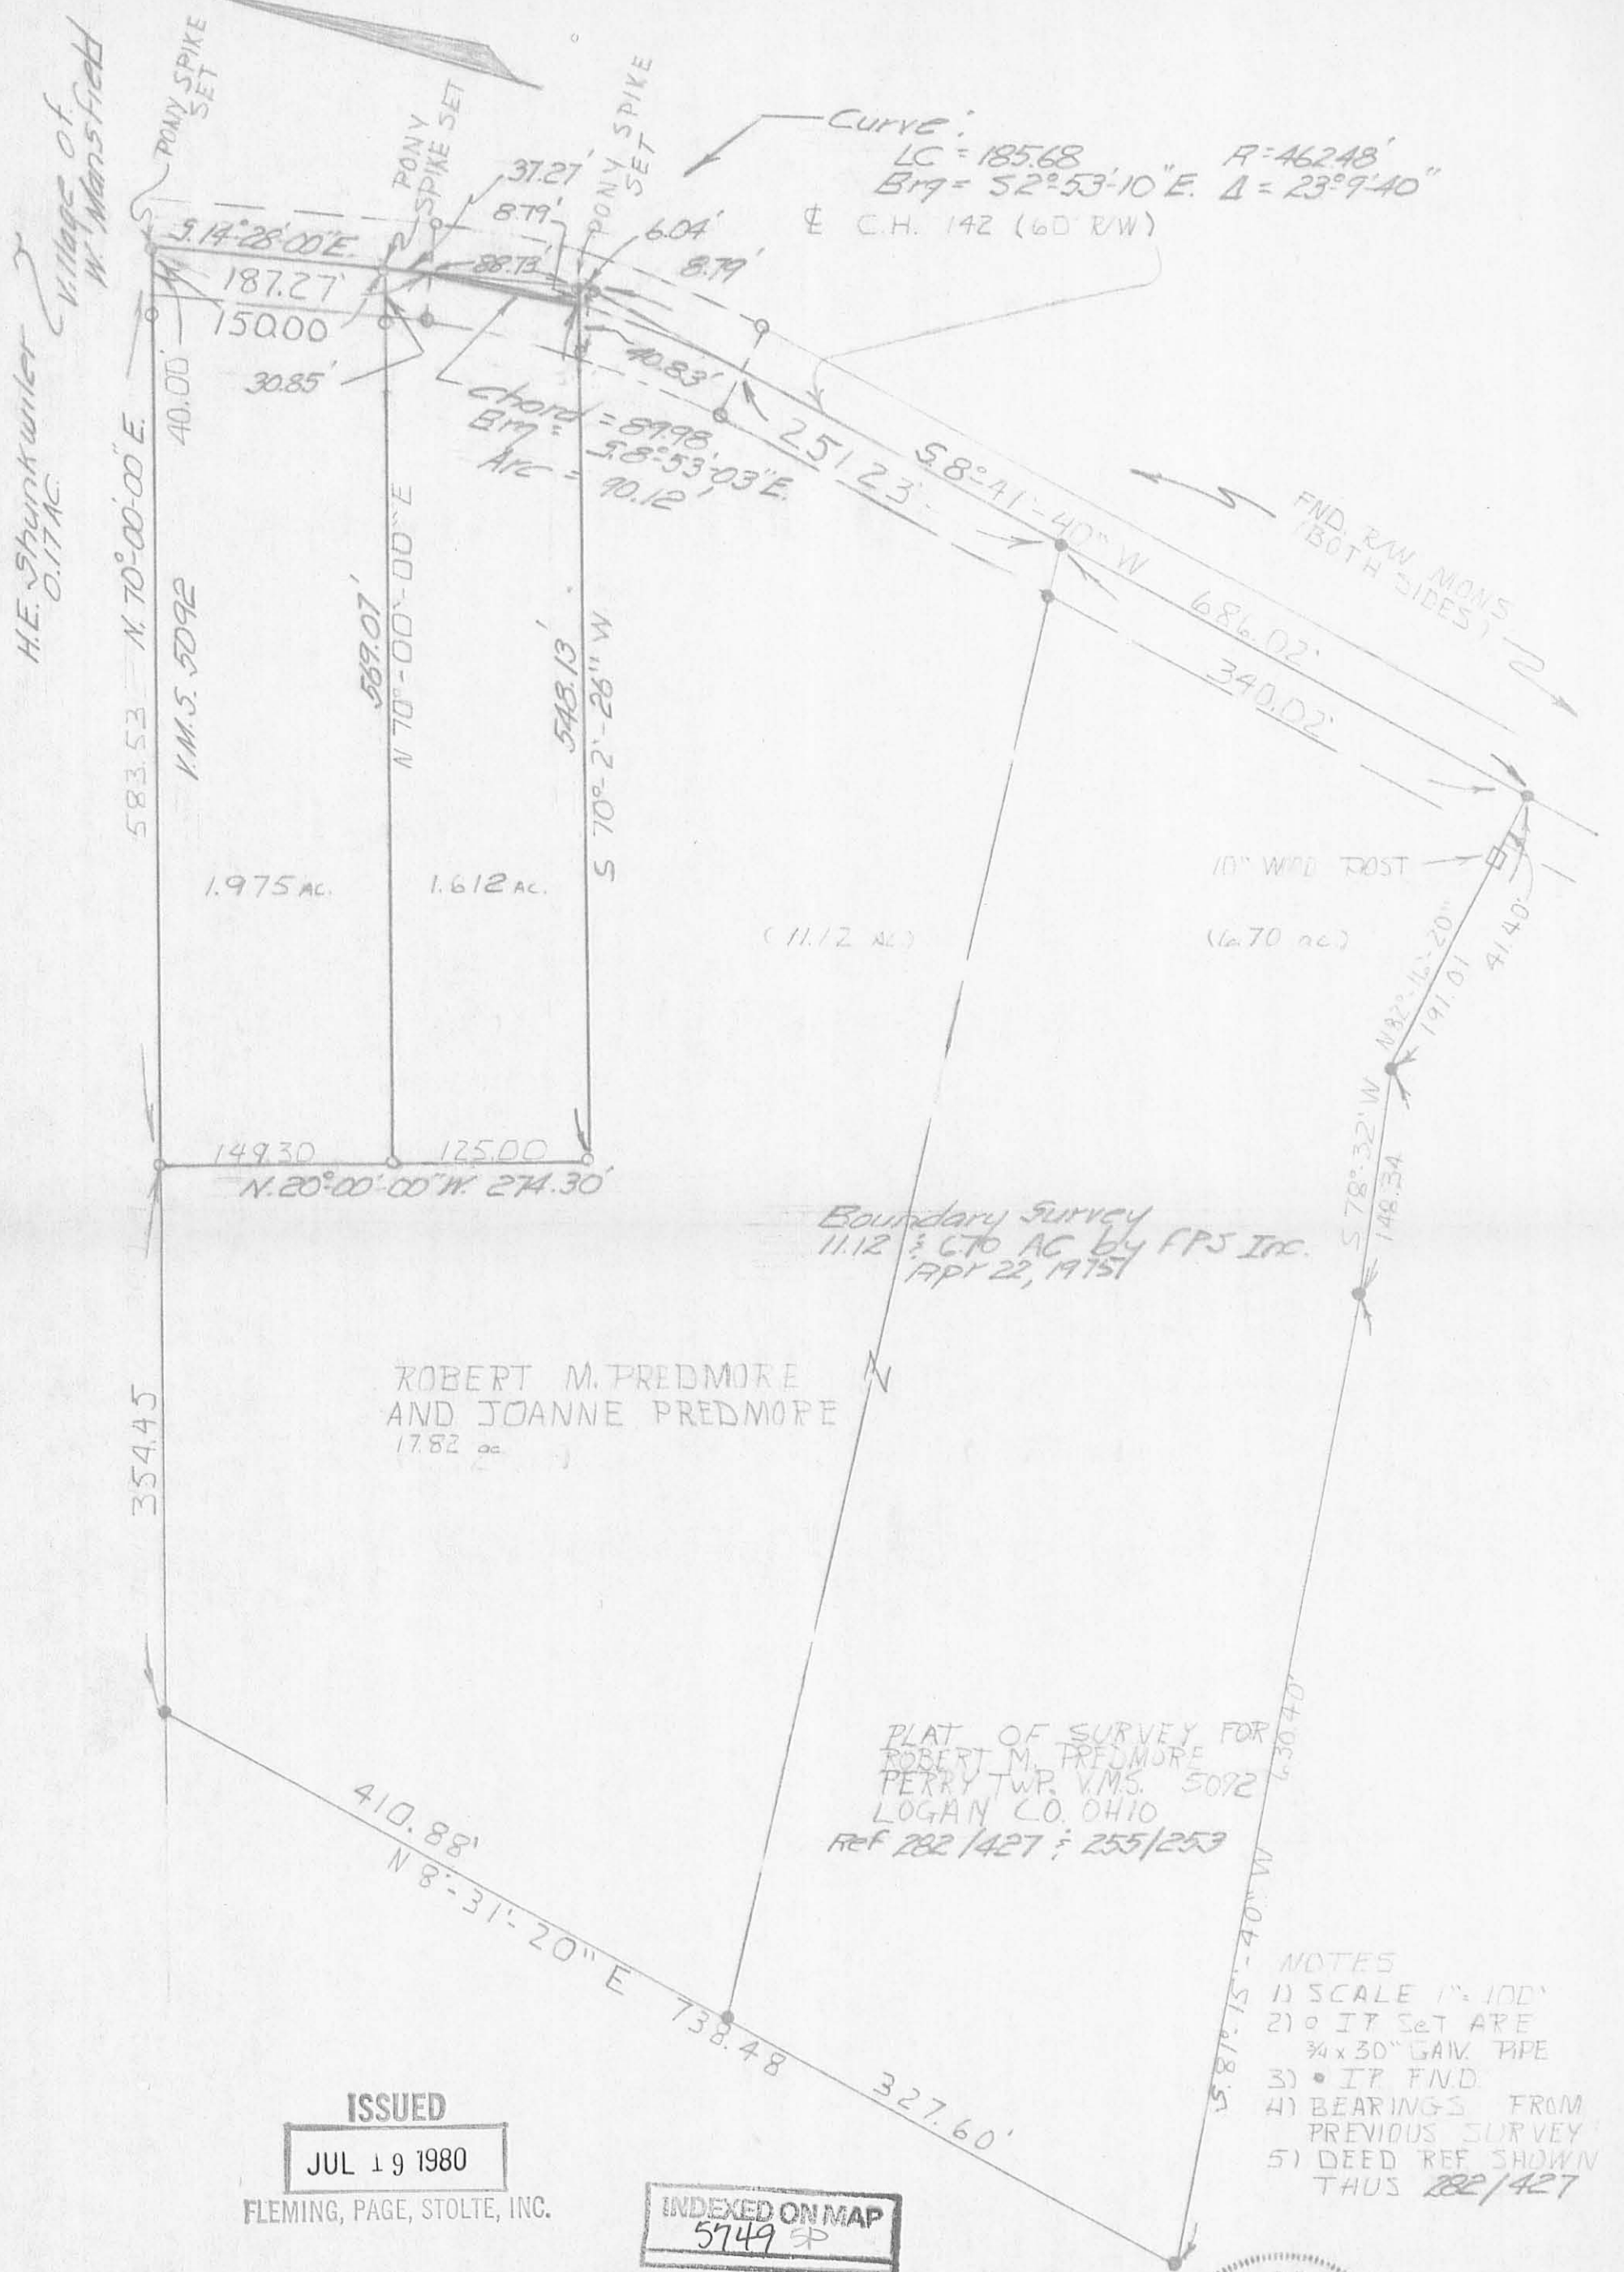 PONY SPIKE
SET
Village of
W. Mansfield
H.E. Shunkwiler
0.17 AC.
PONY
SPIKE SET
PONY SPIKE
SET
Curve:
LC = 185.68 R = 462.48'
Brg = S2°-53'-10" E. Δ = 23°-9'-40"
℄ C.H. 142 (60' R/W)
37.27'
8.79'
6.04'
8.79'
S.14°-28'-00"E.
187.27'
88.73'
150.00
30.85'
40.00'
40.83'
Chord = 89.98'
Brg = S.8°-53'-03"E.
Arc = 90.12'
251.23'
S.8°-41'-40" W
686.02'
340.02'
FND. R/W MONS
(BOTH SIDES)
583.53 N. 70°-00'-00" E.
V.M.S. 5092
569.07'
N 70°-00'-00" E
548.13'
S 70°-2'-26" W
1.975 AC.
1.612 AC.
(11.12 AC)
(6.70 ac)
10" WOOD POST
41.40'
N82°-16'-20"
191.01
S 78°-32' W
148.34
149.30
125.00
N.20°-00'-00" W. 274.30'
Boundary Survey
11.12 & 6.70 AC by FPS Inc.
Apr 22, 1975
354.45
ROBERT M. PREDMORE
AND JOANNE PREDMORE
17.82 ac
PLAT OF SURVEY FOR
ROBERT M. PREDMORE
PERRY TWP. V.M.S. 5092
LOGAN CO. OHIO
Ref 282/427 & 255/253
630.40'
S.81°-15'-40" W
410.88'
N 8°-31'-20" E 738.48
327.60'
NOTES
1) SCALE 1" = 100'
2) o I.P. SeT ARE
3/4 x 30" GALV. PIPE
3) • I.P. FND.
4) BEARINGS FROM
PREVIOUS SURVEY
5) DEED REF. SHOWN
THUS 282/427
ISSUED
JUL 19 1980
FLEMING, PAGE, STOLTE, INC.
INDEXED ON MAP
5749 SP